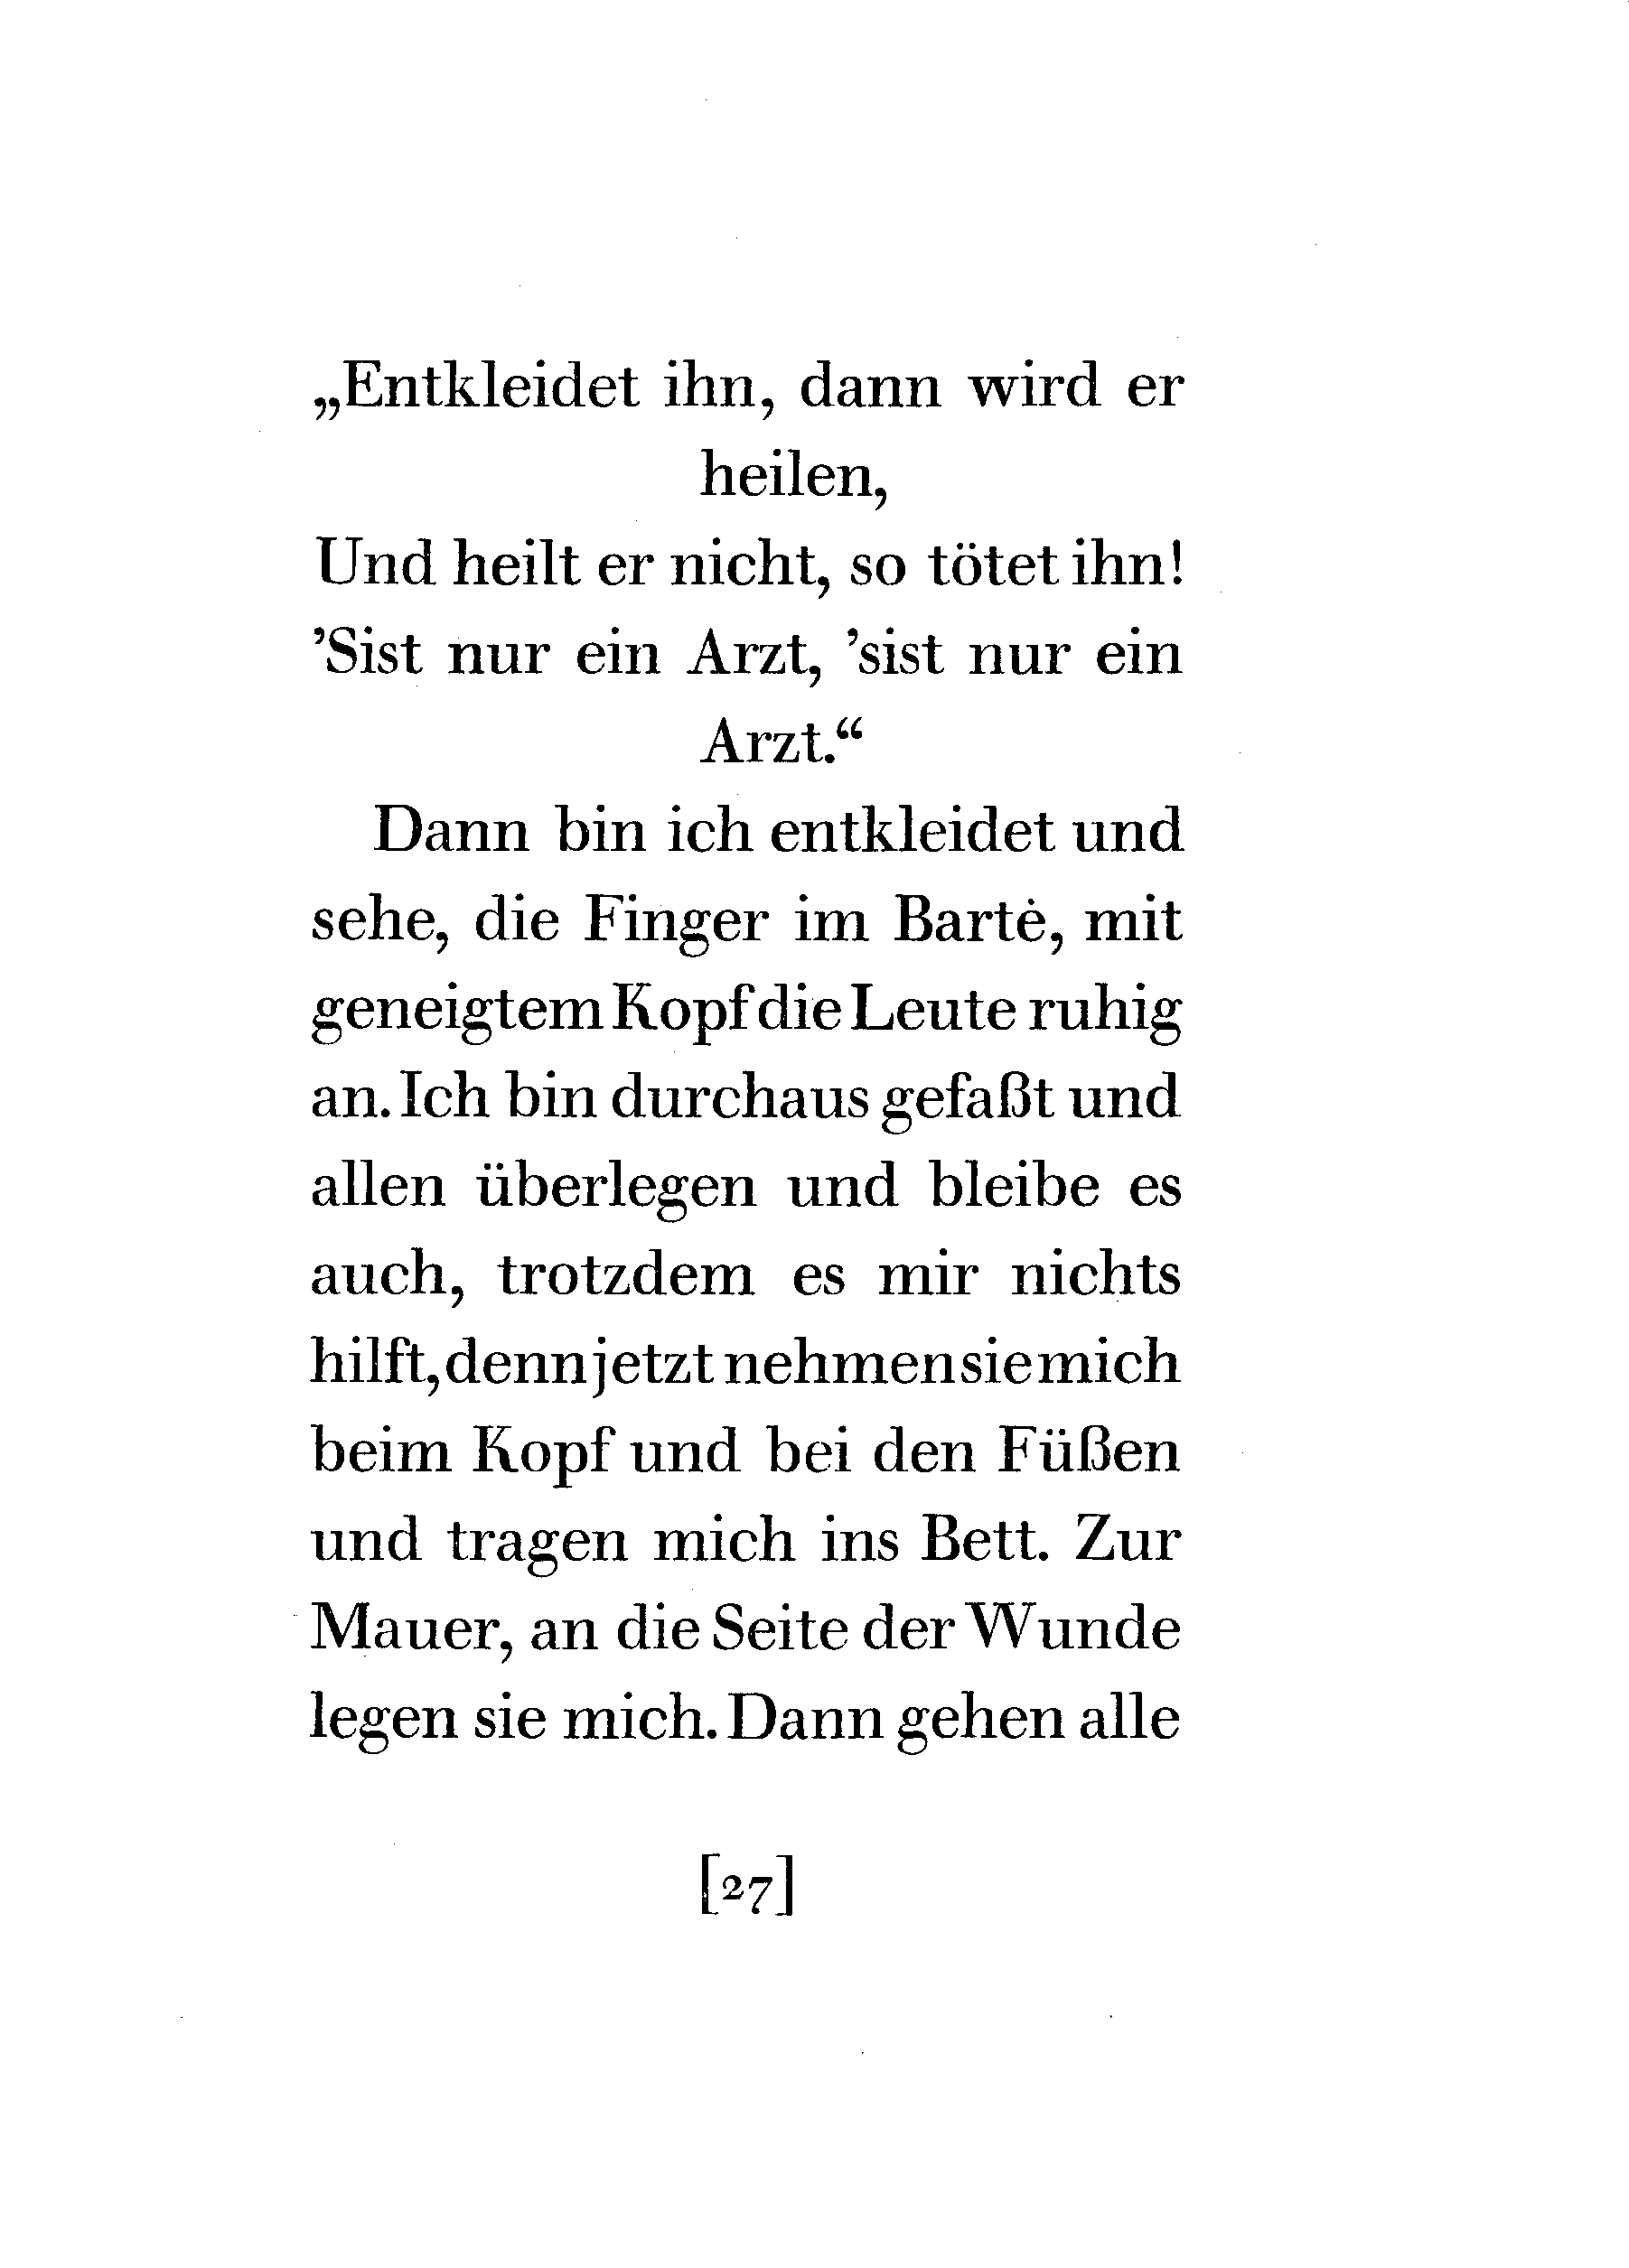 „Entkleidet ihn, dann wird er
heilen,
Und heilt er nicht, so tötet ihn!
’Sist nur ein Arzt, ’sist nur ein
Arzt.“
Dann bin ich entkleidet und
sehe, die Finger im Barte, mit
geneigtem Kopf die Leute ruhig
an. Ich bin durchaus gefaßt und
allen überlegen und bleibe es
auch, trotzdem es mir nichts
hilft, denn jetzt nehmen sie mich
beim Kopf und bei den Füßen
und tragen mich ins Bett. Zur
Mauer, an die Seite der Wunde
legen sie mich. Dann gehen alle
[27]